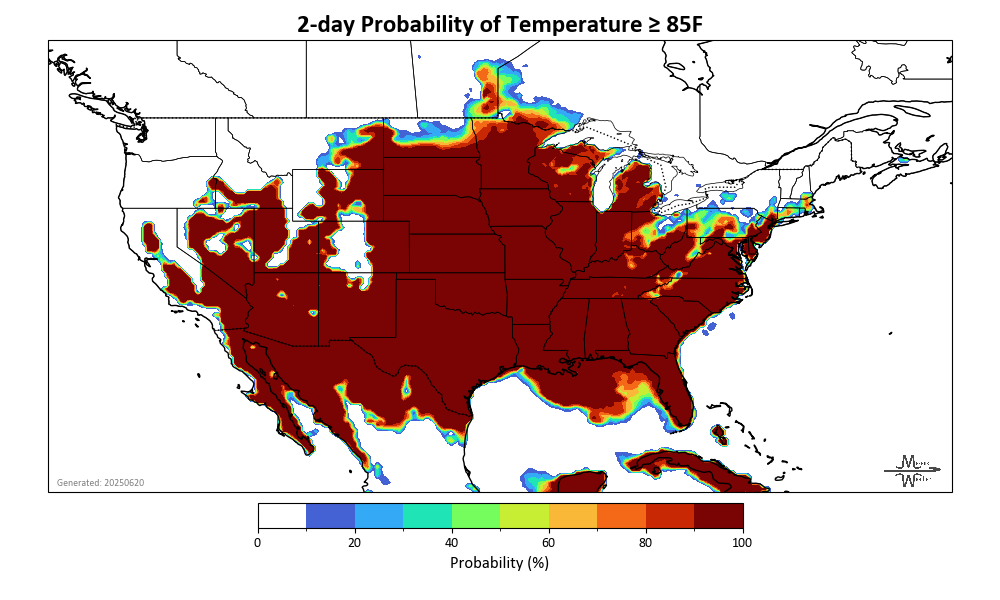 2-day Probability of Temperature ≥ 85F
Generated: 20250620
0 20 40 60 80 100
Probability (%)